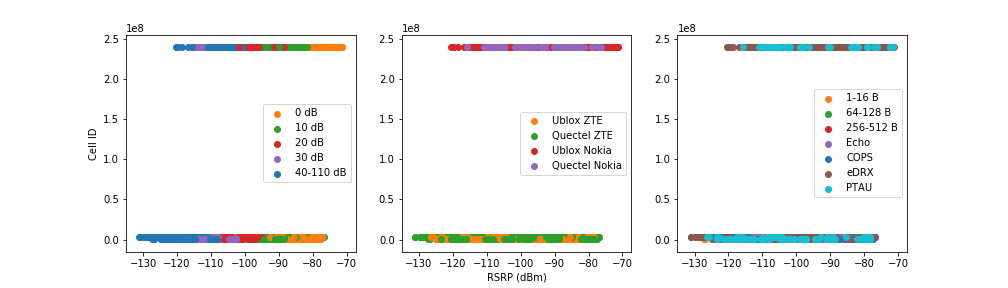 1e8
2.5
2.0
1.5
1.0
0.5
0.0
Cell ID
0 dB
10 dB
20 dB
30 dB
40-110 dB
−130 −120 −110 −100 −90 −80 −70
1e8
2.5
2.0
1.5
1.0
0.5
0.0
Ublox ZTE
Quectel ZTE
Ublox Nokia
Quectel Nokia
−130 −120 −110 −100 −90 −80 −70
RSRP (dBm)
1e8
2.5
2.0
1.5
1.0
0.5
0.0
1-16 B
64-128 B
256-512 B
Echo
COPS
eDRX
PTAU
−130 −120 −110 −100 −90 −80 −70